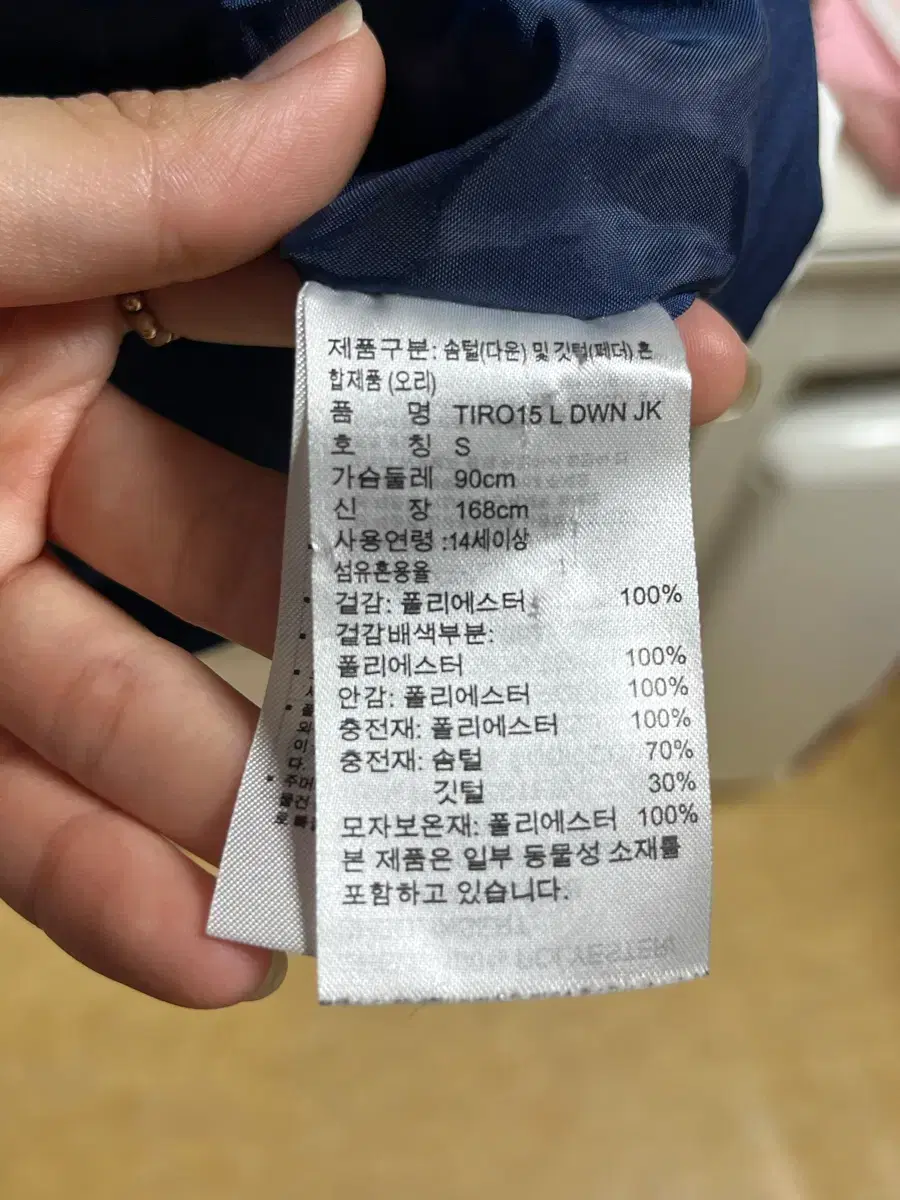 제품구분: 솜털(다운) 및 깃털(페더) 혼
합제품 (오리)
품 명 TIRO15 L DWN JK
호 칭 S
가슴둘레 90cm
신 장 168cm
사용연령 :14세이상
섬유혼용율
겉감: 폴리에스터 100%
겉감배색부분:
폴리에스터 100%
안감: 폴리에스터 100%
충전재: 폴리에스터 100%
충전재: 솜털 70%
깃털 30%
모자보온재: 폴리에스터 100%
본 제품은 일부 동물성 소재를
포함하고 있습니다.